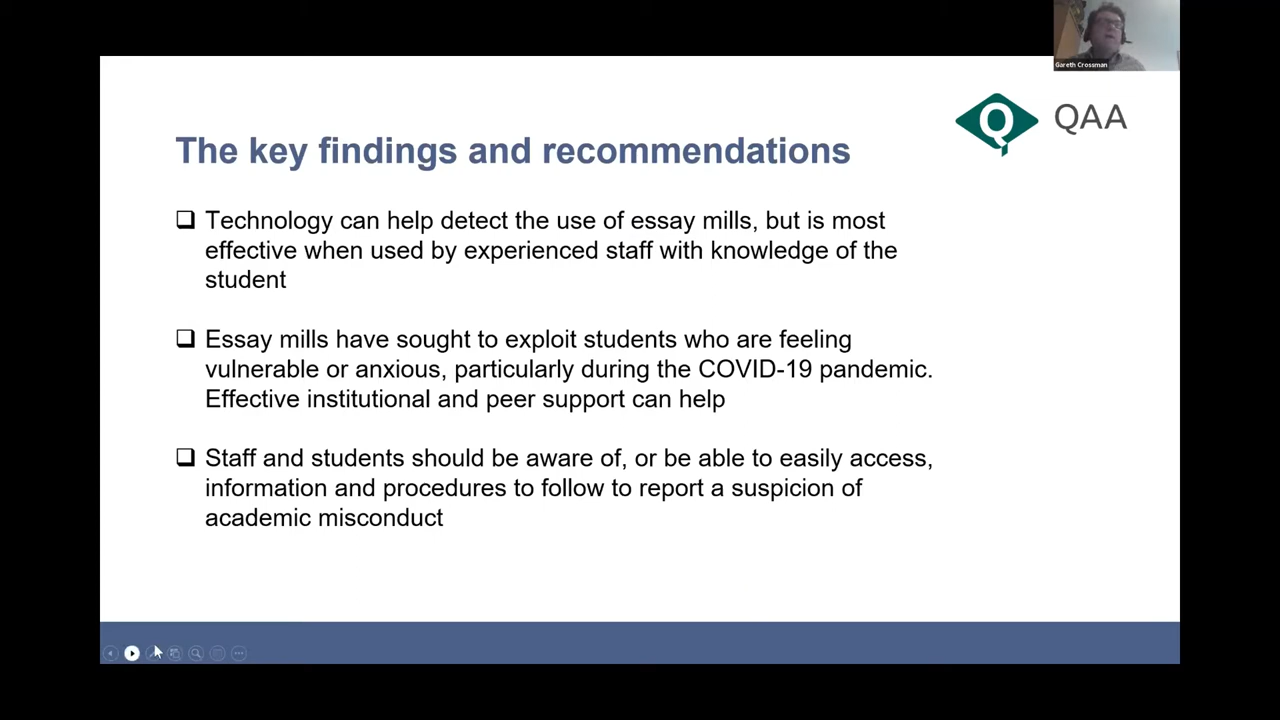 Gareth Crossman
QAA
The key findings and recommendations
Technology can help detect the use of essay mills, but is most
effective when used by experienced staff with knowledge of the
student
Essay mills have sought to exploit students who are feeling
vulnerable or anxious, particularly during the COVID-19 pandemic.
Effective institutional and peer support can help
Staff and students should be aware of, or be able to easily access,
information and procedures to follow to report a suspicion of
academic misconduct